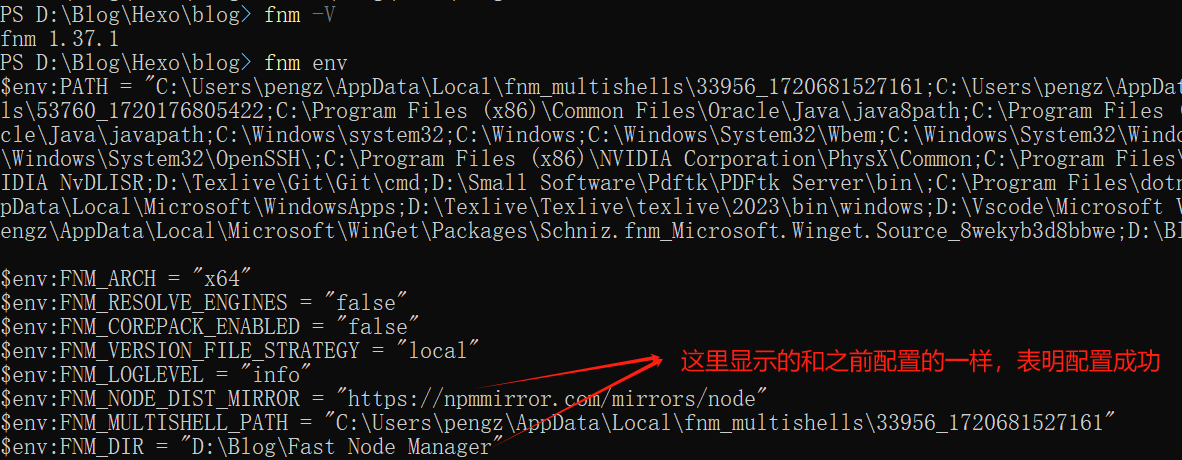 PS D:\Blog\Hexo\blog> fnm -V
fnm 1.37.1
PS D:\Blog\Hexo\blog> fnm env
$env:PATH = "C:\Users\pengz\AppData\Local\fnm_multishells\33956_1720681527161;C:\Users\pengz\AppDat
ls\53760_1720176805422;C:\Program Files (x86)\Common Files\Oracle\Java\java8path;C:\Program Files (
cle\Java\javapath;C:\Windows\system32;C:\Windows;C:\Windows\System32\Wbem;C:\Windows\System32\Windo
\Windows\System32\OpenSSH\;C:\Program Files (x86)\NVIDIA Corporation\PhysX\Common;C:\Program Files\
IDIA NvDLISR;D:\Texlive\Git\Git\cmd;D:\Small Software\Pdftk\PDFtk Server\bin\;C:\Program Files\dotn
pData\Local\Microsoft\WindowsApps;D:\Texlive\Texlive\texlive\2023\bin\windows;D:\Vscode\Microsoft V
engz\AppData\Local\Microsoft\WinGet\Packages\Schniz.fnm_Microsoft.Winget.Source_8wekyb3d8bbwe;D:\Bl
$env:FNM_ARCH = "x64"
$env:FNM_RESOLVE_ENGINES = "false"
$env:FNM_COREPACK_ENABLED = "false"
$env:FNM_VERSION_FILE_STRATEGY = "local"
这里显示的和之前配置的一样，表明配置成功
$env:FNM_LOGLEVEL = "info"
$env:FNM_NODE_DIST_MIRROR = "https://npmmirror.com/mirrors/node"
$env:FNM_MULTISHELL_PATH = "C:\Users\pengz\AppData\Local\fnm_multishells\33956_1720681527161"
$env:FNM_DIR = "D:\Blog\Fast Node Manager"